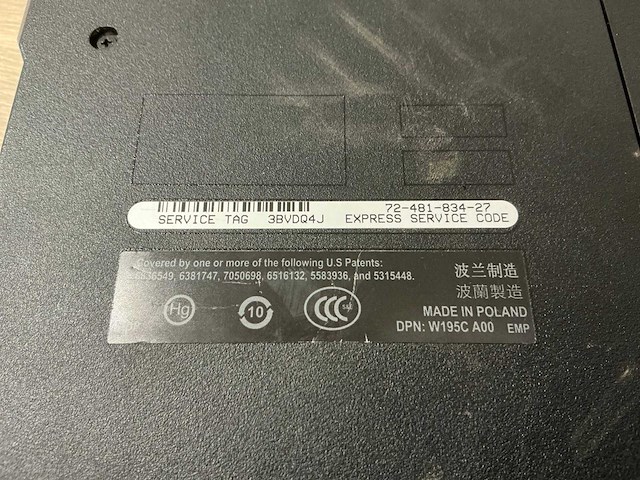 72-481-834-27
SERVICE TAG 3BVDQ4J EXPRESS SERVICE CODE
Covered by one or more of the following U.S Patents:
6836549, 6381747, 7050698, 6516132, 5583936, and 5315448.
波兰制造
波蘭製造
Hg
10
CCC
MADE IN POLAND
DPN: W195C A00 EMP